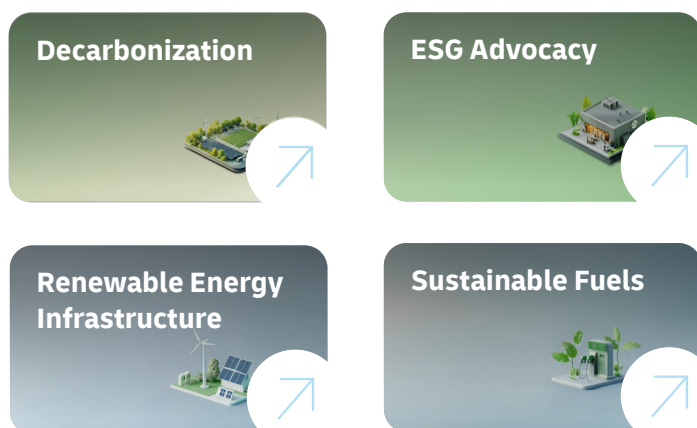 Decarbonization
ESG Advocacy
Renewable Energy
Infrastructure
Sustainable Fuels